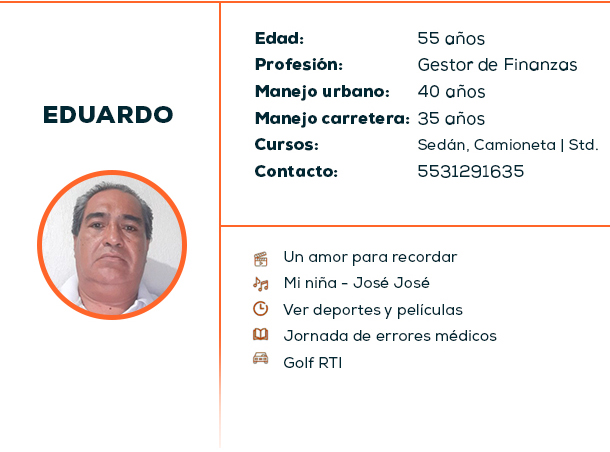 EDUARDO
Edad: 55 años
Profesión: Gestor de Finanzas
Manejo urbano: 40 años
Manejo carretera: 35 años
Cursos: Sedán, Camioneta | Std.
Contacto: 5531291635
Un amor para recordar
Mi niña - José José
Ver deportes y películas
Jornada de errores médicos
Golf RTI